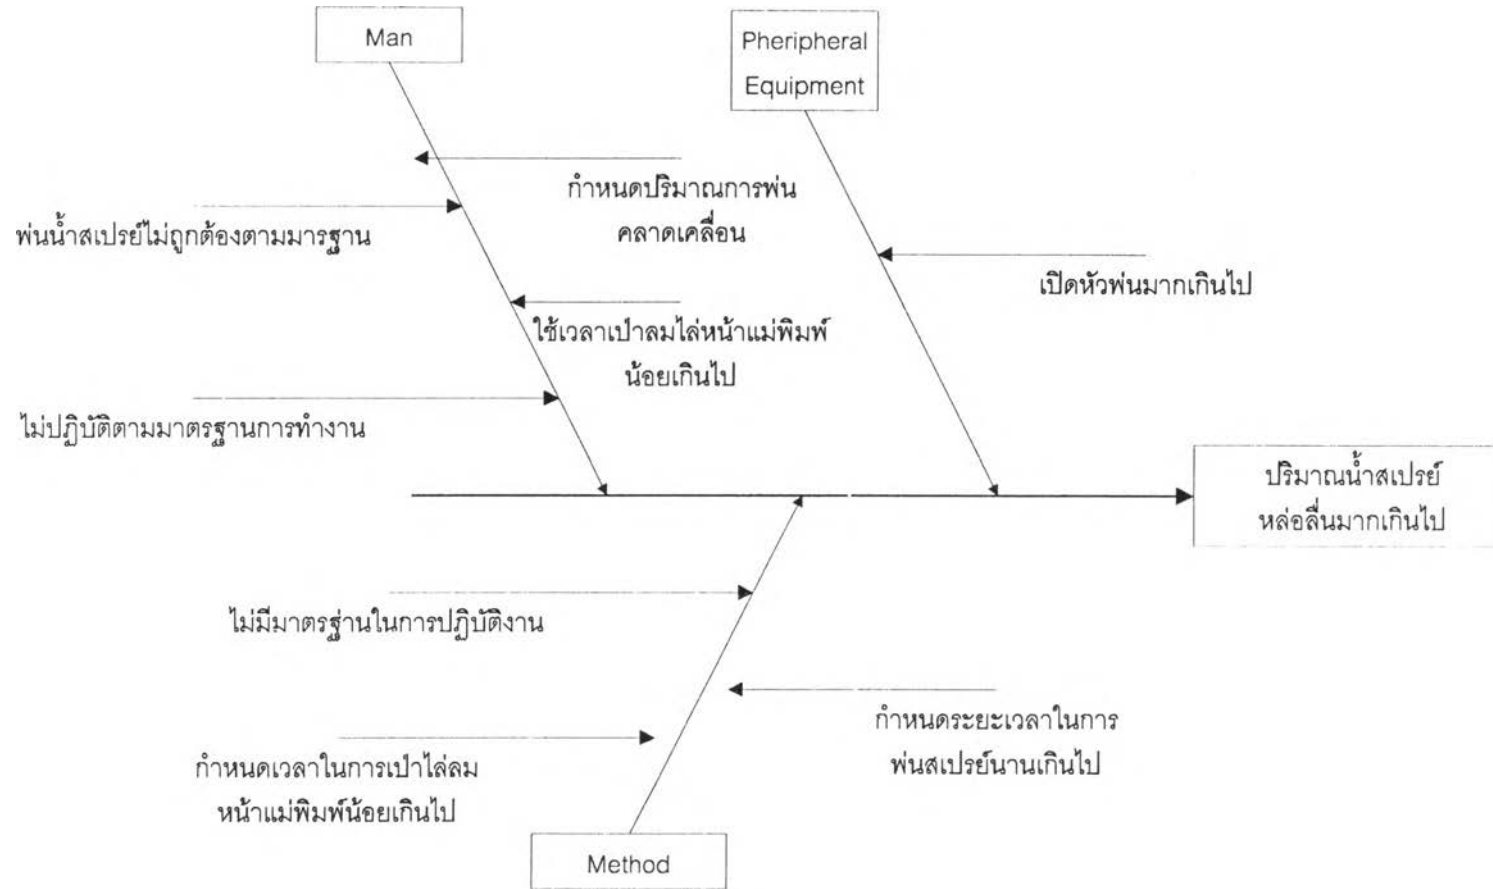 Man
Pheripheral
Equipment
กำหนดปริมาณการพ่น
คลาดเคลื่อน
พ่นน้ำสเปรย์ไม่ถูกต้องตามมารฐาน
เปิดหัวพ่นมากเกินไป
ใช้เวลาเป่าลมไล่หน้าแม่พิมพ์
น้อยเกินไป
ไม่ปฏิบัติตามมาตรฐานการทำงาน
ปริมาณน้ำสเปรย์
หล่อลื่นมากเกินไป
ไม่มีมาตรฐ่านในการปฏิบัติงาน
กำหนดระยะเวลาในการ
พ่นสเปรย์นานเกินไป
กำหนดเวลาในการเป่าไล่ลม
หน้าแม่พิมพ์น้อยเกินไป
Method